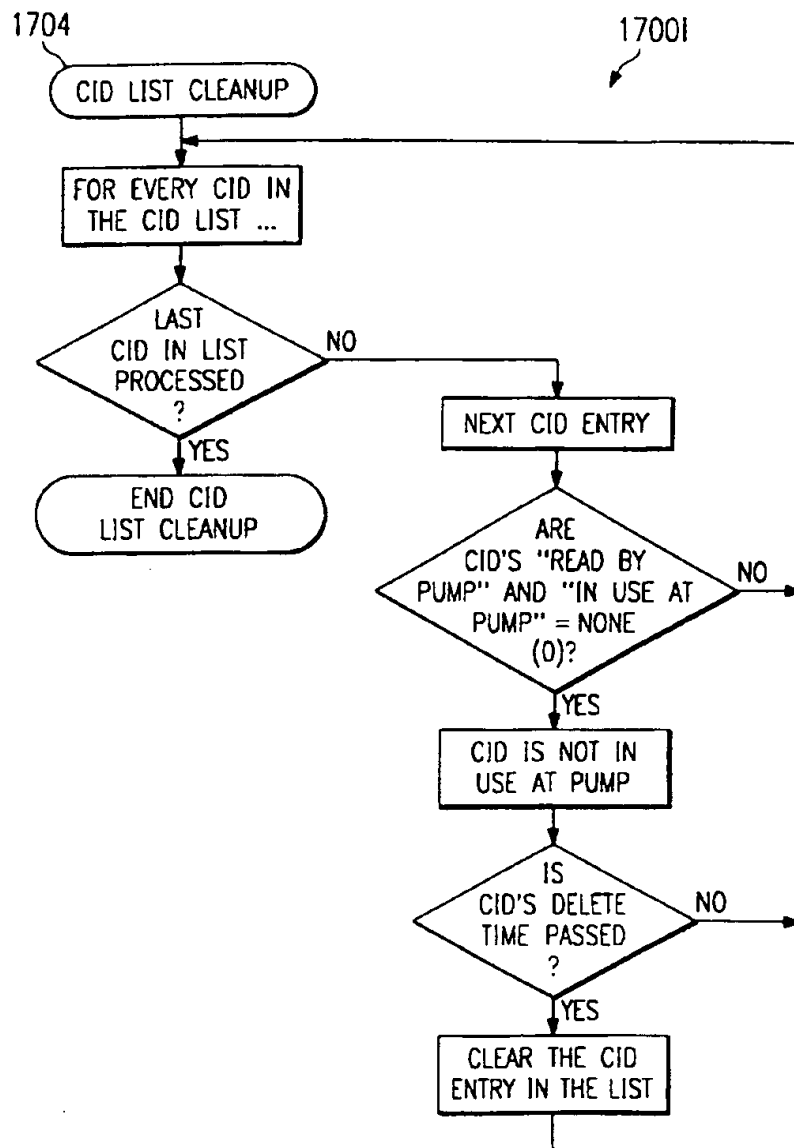 1704
1700I
CID LIST CLEANUP
FOR EVERY CID IN
THE CID LIST ...
LAST
CID IN LIST
PROCESSED
?
NO
YES
END CID
LIST CLEANUP
NEXT CID ENTRY
ARE
CID'S "READ BY
PUMP" AND "IN USE AT
PUMP" = NONE
(0)?
NO
YES
CID IS NOT IN
USE AT PUMP
IS
CID'S DELETE
TIME PASSED
?
NO
YES
CLEAR THE CID
ENTRY IN THE LIST